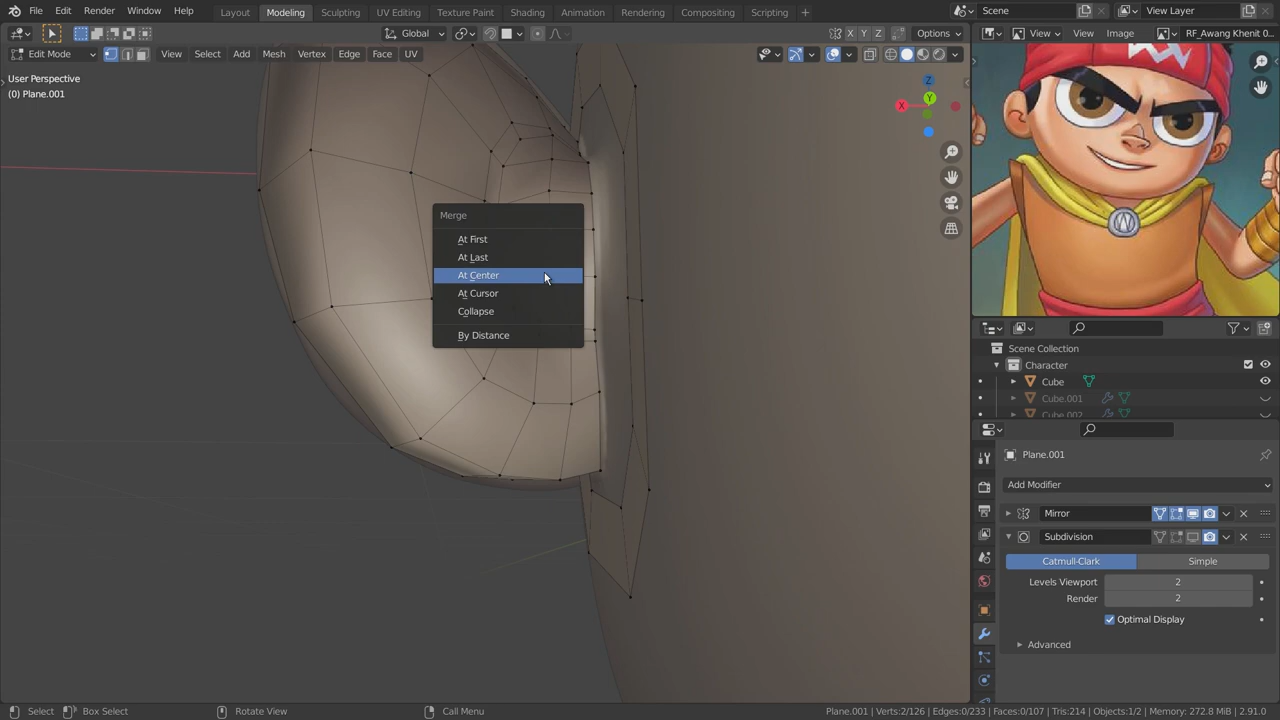 File Edit Render Window Help Layout Modeling Sculpting UV Editing Texture Paint Shading Animation Rendering Compositing Scripting + Scene View Layer
Global X Y Z Options View View Image RF_Awang Khenit 0...
Edit Mode View Select Add Mesh Vertex Edge Face UV
User Perspective
(0) Plane.001
Z
Y
X
Merge
At First
At Last
At Center
At Cursor
Collapse
By Distance
Scene Collection
Character
Cube
Cube.001
Cube.002
Plane.001
Add Modifier
Mirror
Subdivision
Catmull-Clark Simple
Levels Viewport 2
Render 2
Optimal Display
Advanced
Select Box Select Rotate View Call Menu Plane.001 | Verts:2/126 | Edges:0/233 | Faces:0/107 | Tris:214 | Objects:1/2 | Memory: 272.8 MiB | 2.91.0